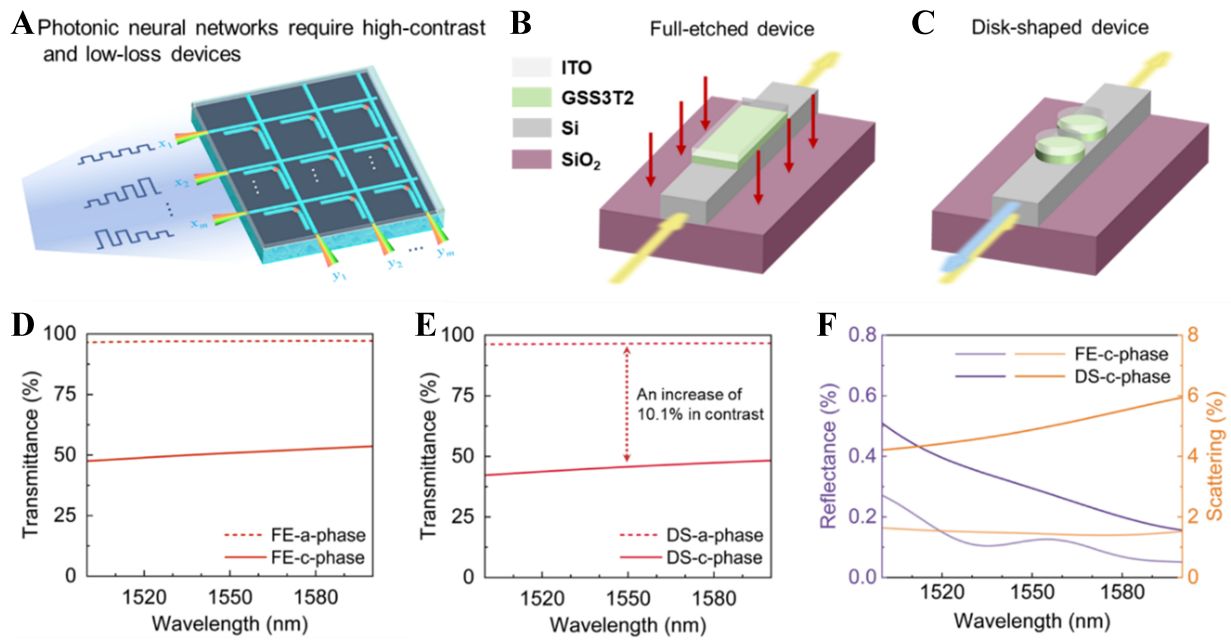 A Photonic neural networks require high-contrast
and low-loss devices
x₁
x₂
xₘ
y₁
y₂
yₘ
B Full-etched device
ITO
GSS3T2
Si
SiO₂
C Disk-shaped device
D
Transmittance (%)
100
75
50
25
0
FE-a-phase
FE-c-phase
1520
1550
1580
Wavelength (nm)
E
Transmittance (%)
100
75
50
25
0
An increase of
10.1% in contrast
DS-a-phase
DS-c-phase
1520
1550
1580
Wavelength (nm)
F
Reflectance (%)
0.8
0.6
0.4
0.2
0.0
FE-c-phase
DS-c-phase
8
6
4
2
0
Scattering (%)
1520
1550
1580
Wavelength (nm)